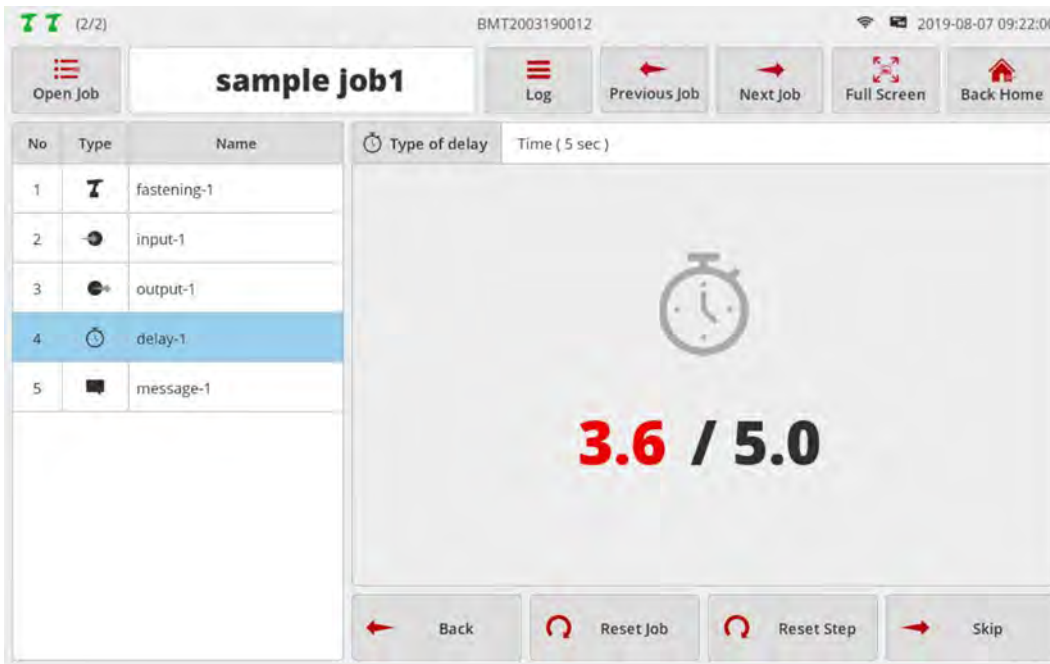 (2/2) BMT2003190012 2019-08-07 09:22:00
Open Job sample job1 Log Previous Job Next Job Full Screen Back Home
No Type Name Type of delay Time ( 5 sec )
1 fastening-1
2 input-1
3 output-1
4 delay-1
5 message-1
3.6 / 5.0
Back Reset Job Reset Step Skip